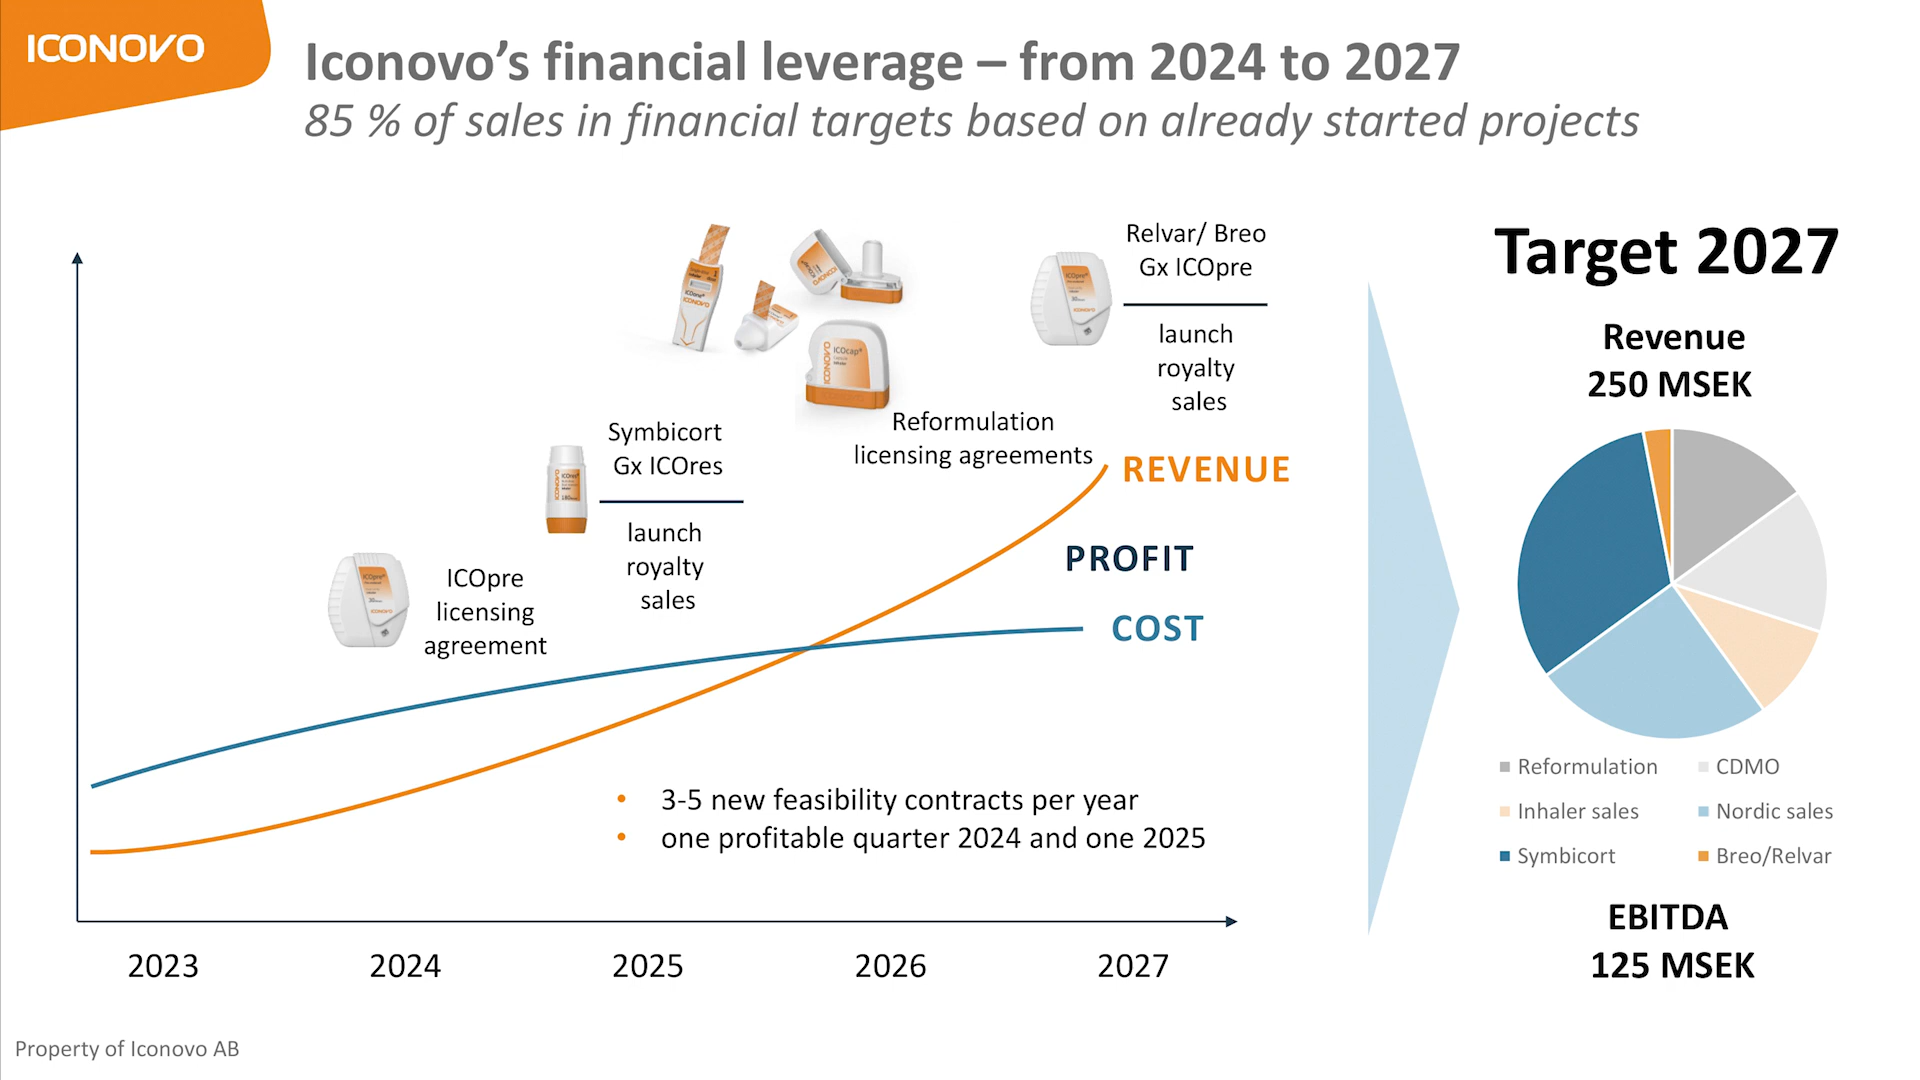 ICONOVO
Iconovo's financial leverage – from 2024 to 2027
85 % of sales in financial targets based on already started projects
Relvar/ Breo
Gx ICOpre
launch
royalty
sales
Reformulation
licensing agreements
Symbicort
Gx ICOres
launch
royalty
sales
ICOpre
licensing
agreement
REVENUE
PROFIT
COST
• 3-5 new feasibility contracts per year
• one profitable quarter 2024 and one 2025
2023 2024 2025 2026 2027
Target 2027
Revenue
250 MSEK
Reformulation CDMO
Inhaler sales Nordic sales
Symbicort Breo/Relvar
EBITDA
125 MSEK
ICOcap
ICONOVO
Property of Iconovo AB